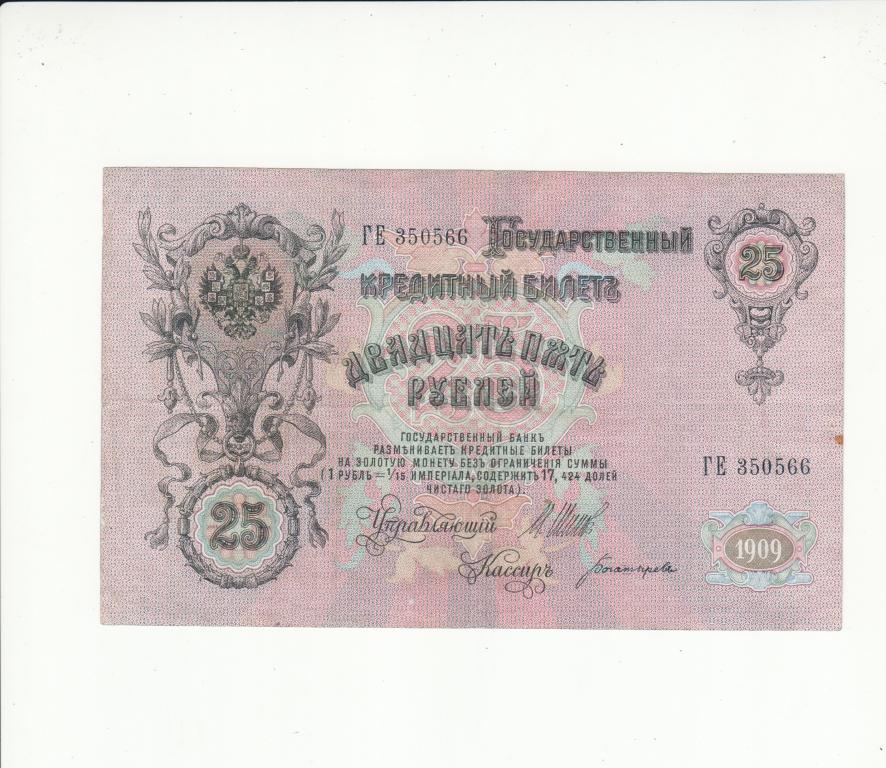 ГЕ 350566 Государственный
25
Кредитный Билетъ
Двадцать пять
рублей
ГОСУДАРСТВЕННЫЙ БАНКЪ
РАЗМѢНИВАЕТЪ КРЕДИТНЫЕ БИЛЕТЫ
НА ЗОЛОТУЮ МОНЕТУ БЕЗЪ ОГРАНИЧЕНІЯ СУММЫ
(1 РУБЛЬ = 1/15 ИМПЕРІАЛА, СОДЕРЖИТЪ 17,424 ДОЛЕЙ
ЧИСТАГО ЗОЛОТА).
ГЕ 350566
25
Управляющій
Кассиръ Богатыревъ
1909